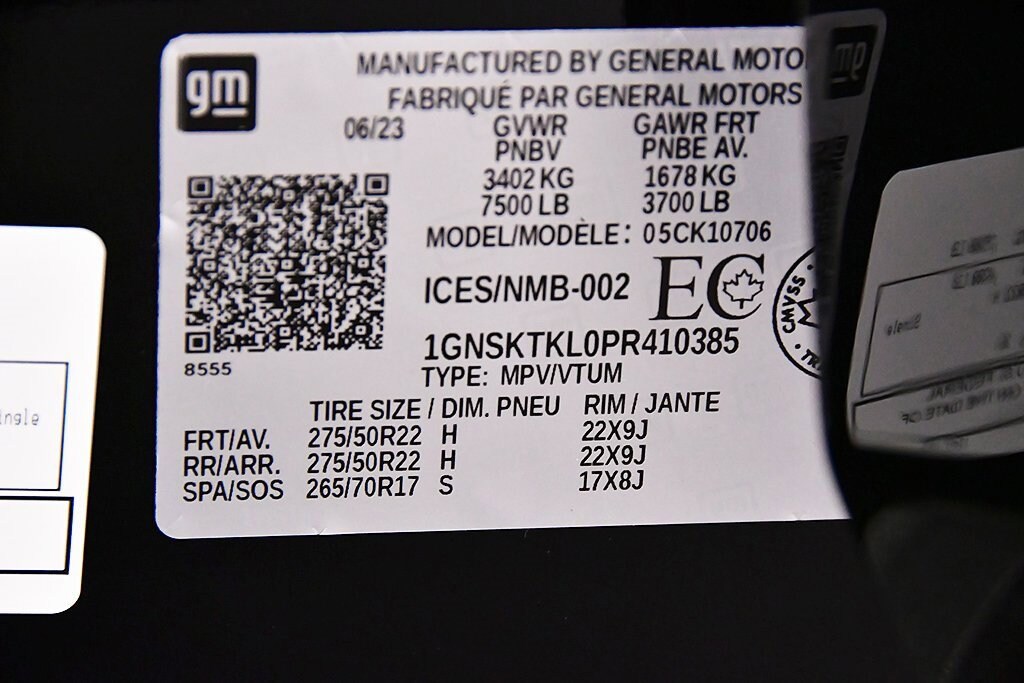 gm
MANUFACTURED BY GENERAL MOTO
FABRIQUÉ PAR GENERAL MOTORS
06/23 GVWR GAWR FRT
PNBV PNBE AV.
3402 KG 1678 KG
7500 LB 3700 LB
MODEL/MODÈLE: 05CK10706
ICES/NMB-002 EC
CMVSS
TR
1GNSKTKL0PR410385
8555
TYPE: MPV/VTUM
TIRE SIZE / DIM. PNEU RIM / JANTE
FRT/AV. 275/50R22 H 22X9J
RR/ARR. 275/50R22 H 22X9J
SPA/SOS 265/70R17 S 17X8J
ingle